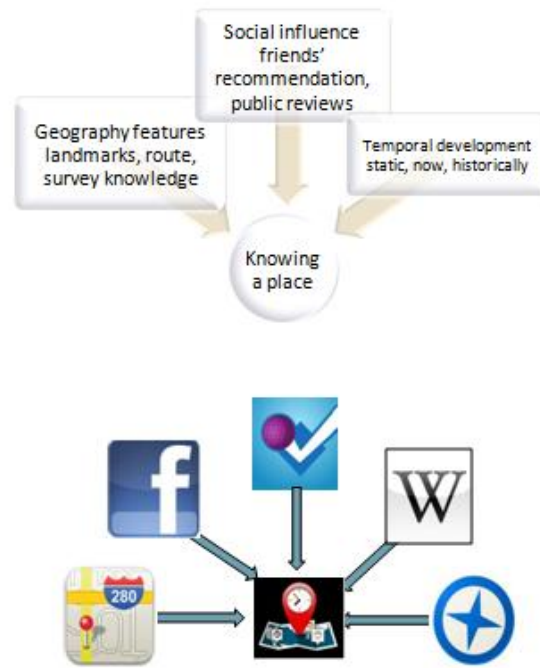 Social influence
friends'
recommendation,
public reviews
Geography features
landmarks, route,
survey knowledge
Temporal development
static, now, historically
Knowing
a place
f
W
280